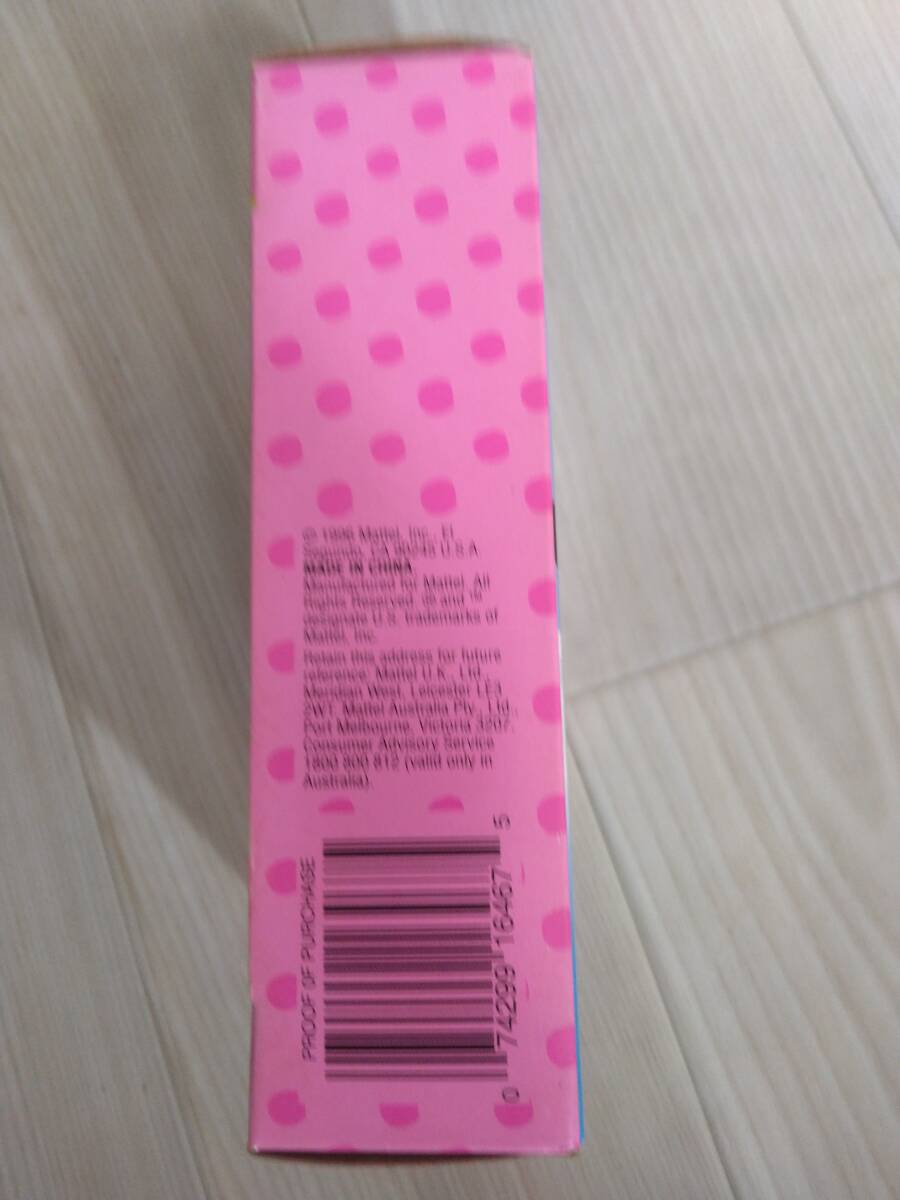 © 1996 Mattel, Inc., El
Segundo, CA 90245 U.S.A
MADE IN CHINA
Manufactured for Mattel. All
Rights Reserved. ® and ™
designate U.S. trademarks of
Mattel, Inc.
Retain this address for future
reference, Mattel U.K., Ltd.,
Meridian West, Leicester LE3
2WT. Mattel Australia Pty., Ltd.,
Port Melbourne, Victoria 3207.
Consumer Advisory Service
1800 800 812 (valid only in
Australia).
PROOF OF PURCHASE
0 74299 16467 5